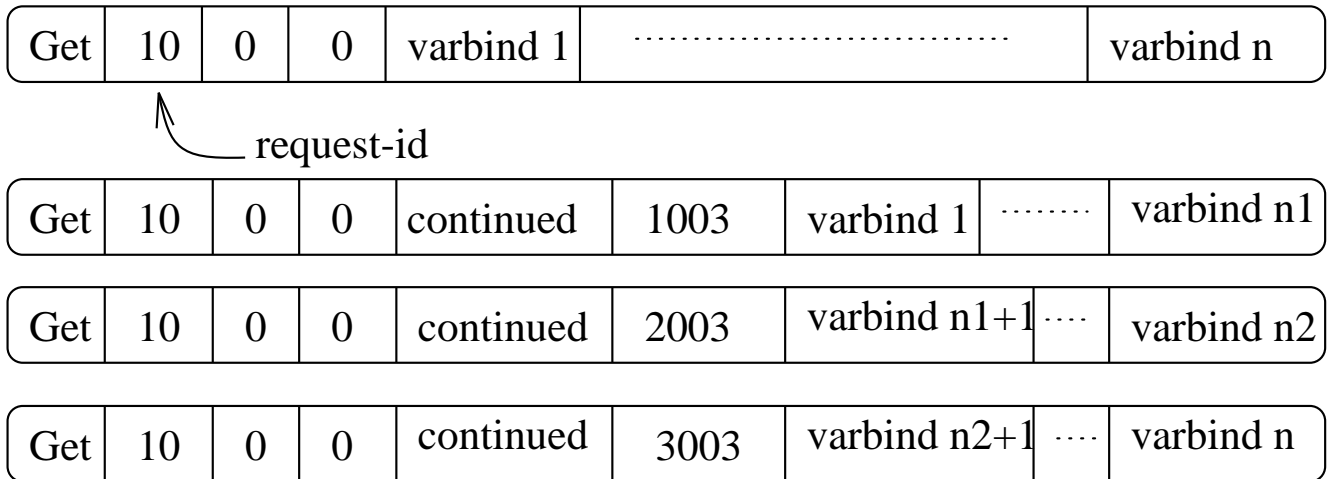 Get 10 0 0 varbind 1 varbind n
request-id
Get 10 0 0 continued 1003 varbind 1 varbind n1
Get 10 0 0 continued 2003 varbind n1+1 varbind n2
Get 10 0 0 continued 3003 varbind n2+1 varbind n